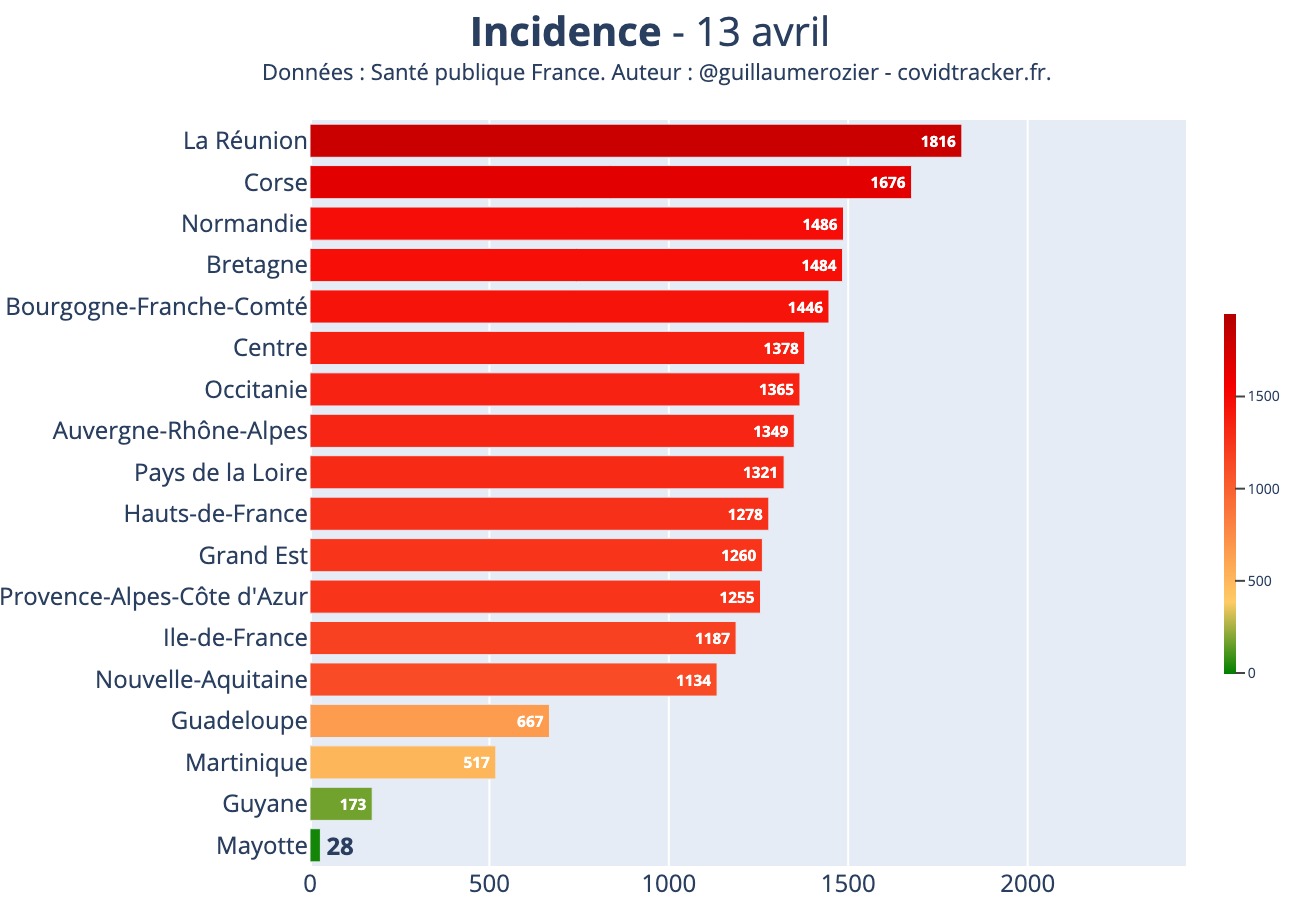 Incidence - 13 avril
Données : Santé publique France. Auteur : @guillaumerozier - covidtracker.fr.
La Réunion 1816
Corse 1676
Normandie 1486
Bretagne 1484
Bourgogne-Franche-Comté 1446
Centre 1378
Occitanie 1365
Auvergne-Rhône-Alpes 1349
Pays de la Loire 1321
Hauts-de-France 1278
Grand Est 1260
Provence-Alpes-Côte d'Azur 1255
Ile-de-France 1187
Nouvelle-Aquitaine 1134
Guadeloupe 667
Martinique 517
Guyane 173
Mayotte 28
0 500 1000 1500 2000
1500
1000
500
0